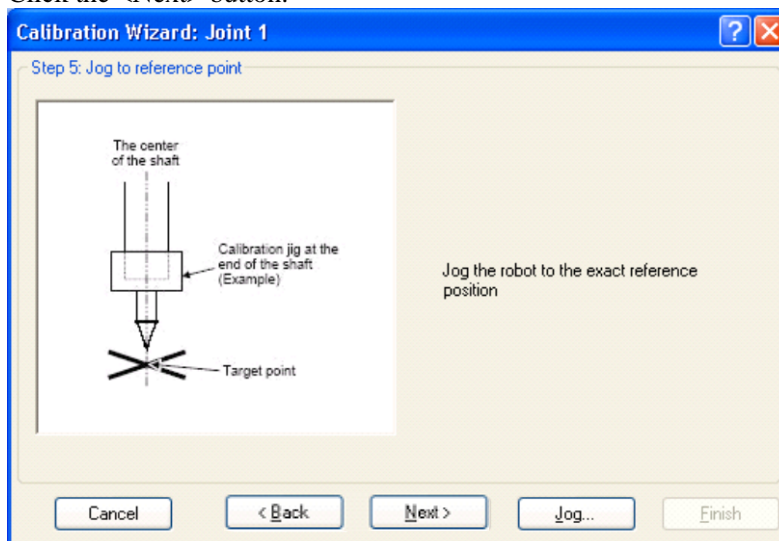 Click the <Next> button.
Calibration Wizard: Joint 1
Step 5: Jog to reference point
The center
of the shaft
Calibration jig at the
end of the shaft
(Example)
Target point
Jog the robot to the exact reference
position
Cancel
< Back
Next >
Jog...
Finish